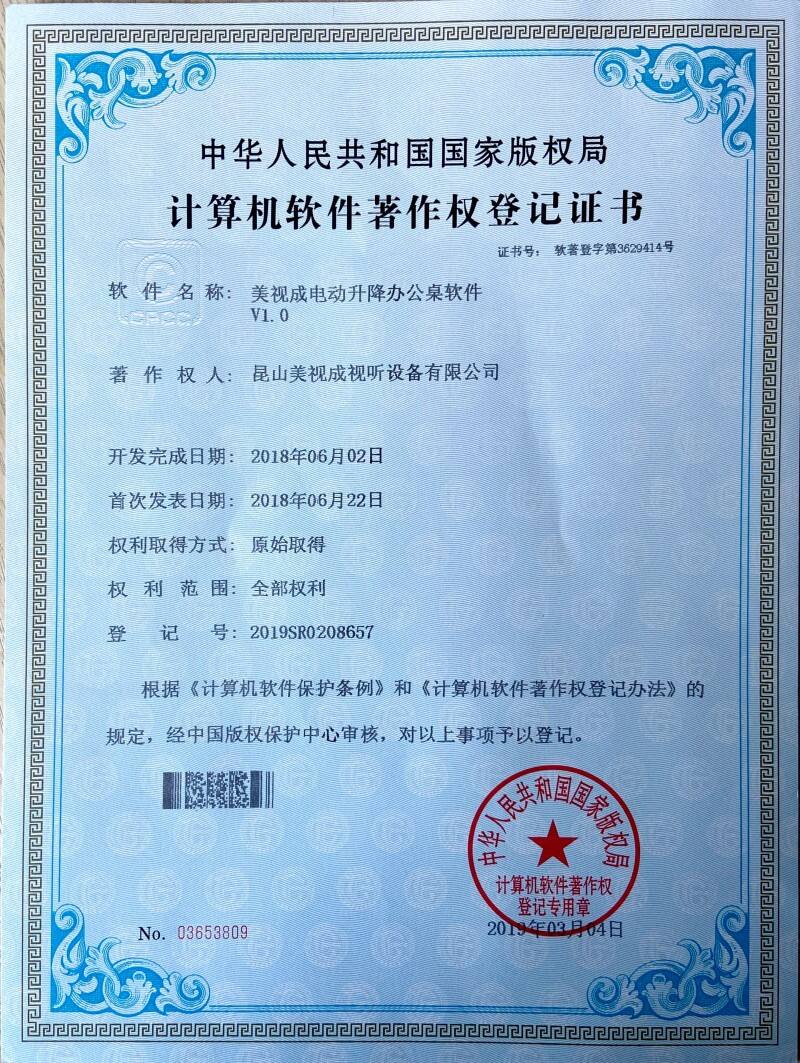 中华人民共和国国家版权局
计算机软件著作权登记证书
证书号： 软著登字第3629414号
CPCC
软件名称： 美视成电动升降办公桌软件
V1.0
著作权人： 昆山美视成视听设备有限公司
开发完成日期： 2018年06月02日
首次发表日期： 2018年06月22日
权利取得方式： 原始取得
权利范围： 全部权利
登记号： 2019SR0208657
根据《计算机软件保护条例》和《计算机软件著作权登记办法》的
规定，经中国版权保护中心审核，对以上事项予以登记。
中华人民共和国国家版权局
计算机软件著作权
登记专用章
No. 03653809
2019年03月04日